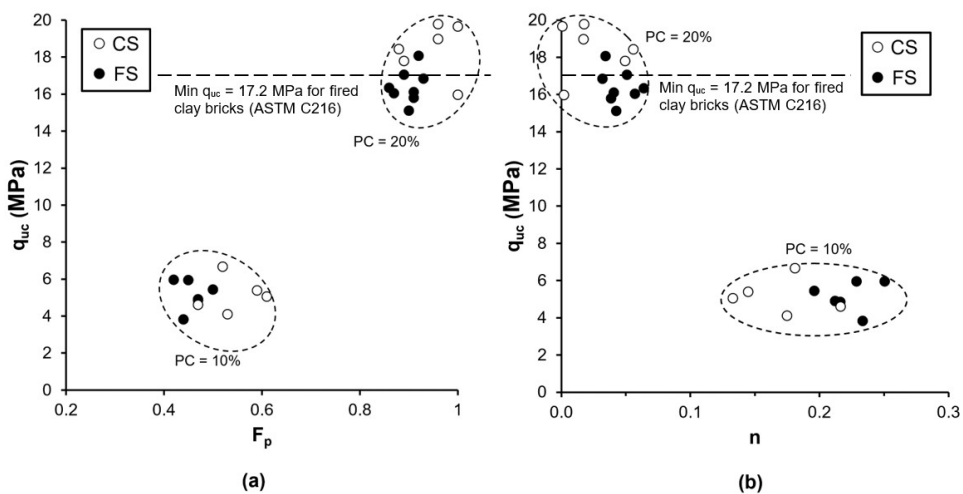 20
18
16
14
12
10
8
6
4
2
0
q_uc (MPa)
CS
FS
Min q_uc = 17.2 MPa for fired
clay bricks (ASTM C216)
PC = 20%
PC = 10%
0.2
0.4
0.6
0.8
1
F_p
(a)
20
18
16
14
12
10
8
6
4
2
0
q_uc (MPa)
PC = 20%
CS
FS
Min q_uc = 17.2 MPa for fired
clay bricks (ASTM C216)
PC = 10%
0.0
0.1
0.2
0.3
n
(b)